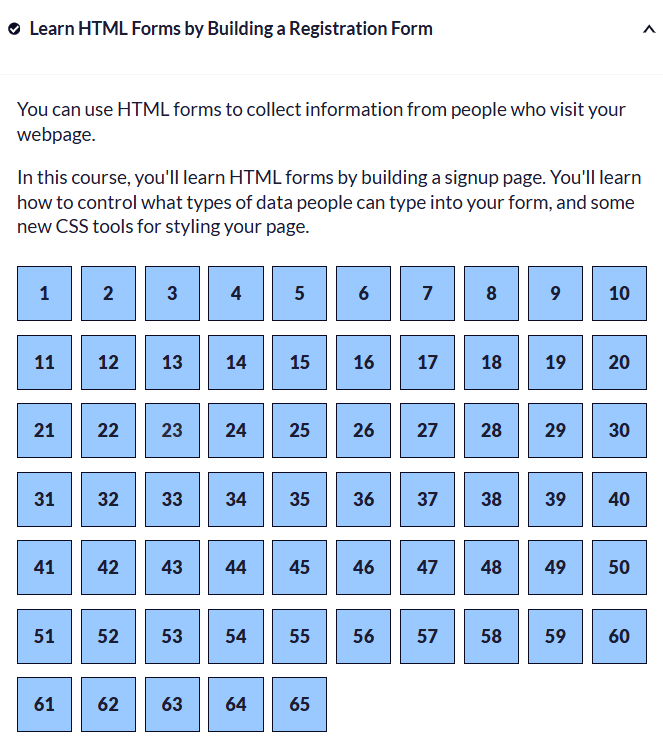 Learn HTML Forms by Building a Registration Form
You can use HTML forms to collect information from people who visit your
webpage.
In this course, you'll learn HTML forms by building a signup page. You'll learn
how to control what types of data people can type into your form, and some
new CSS tools for styling your page.
1 2 3 4 5 6 7 8 9 10
11 12 13 14 15 16 17 18 19 20
21 22 23 24 25 26 27 28 29 30
31 32 33 34 35 36 37 38 39 40
41 42 43 44 45 46 47 48 49 50
51 52 53 54 55 56 57 58 59 60
61 62 63 64 65